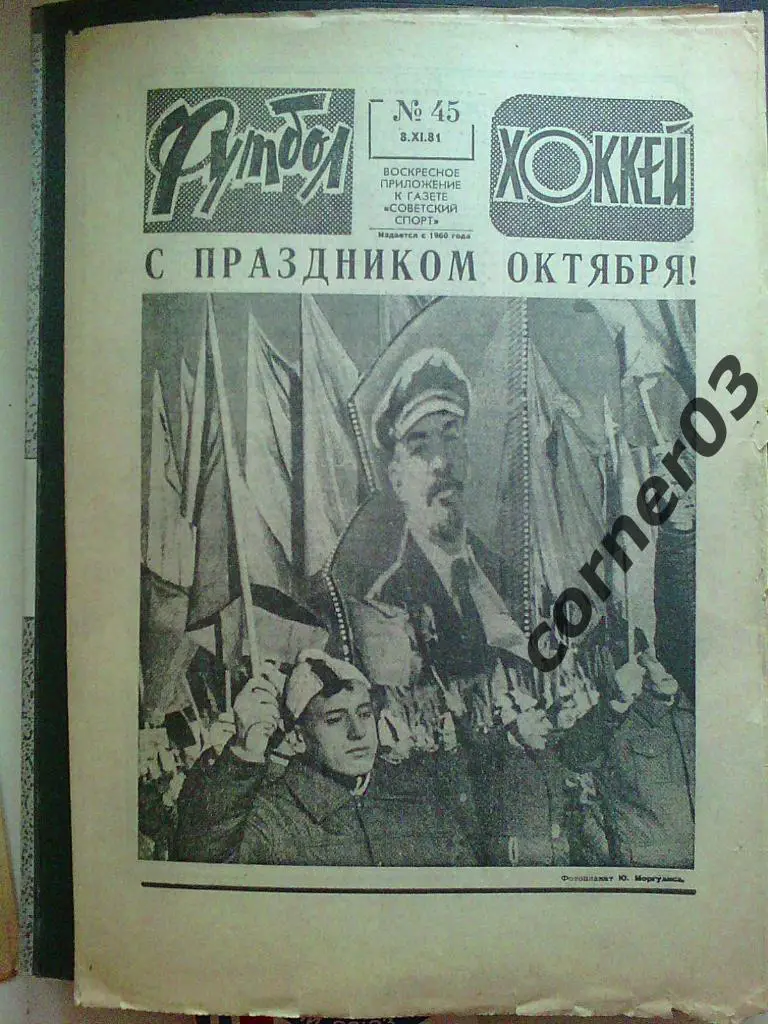 Футбол
№ 45
8.XI.81
ВОСКРЕСНОЕ
ПРИЛОЖЕНИЕ
К ГАЗЕТЕ
«СОВЕТСКИЙ
СПОРТ»
Издается с 1960 года
ХОККЕЙ
С ПРАЗДНИКОМ ОКТЯБРЯ!
corner03
Фотоплакат Ю. Моргулиса.